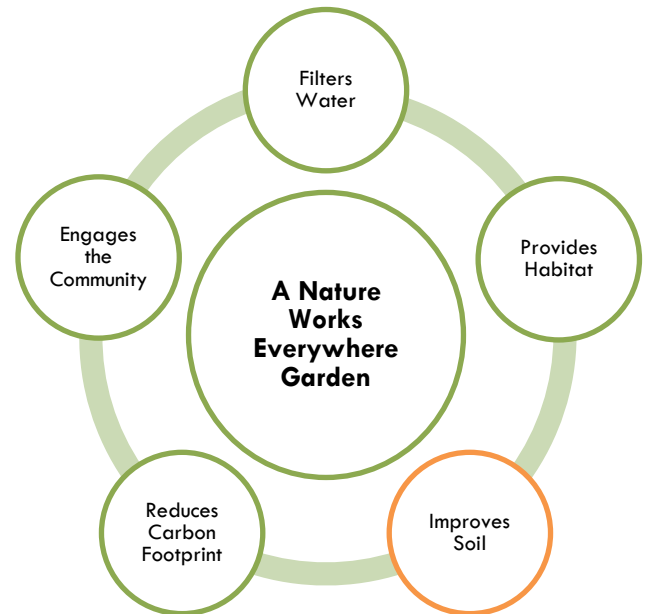 Filters
Water
Provides
Habitat
Improves
Soil
Reduces
Carbon
Footprint
Engages
the
Community
A Nature
Works
Everywhere
Garden